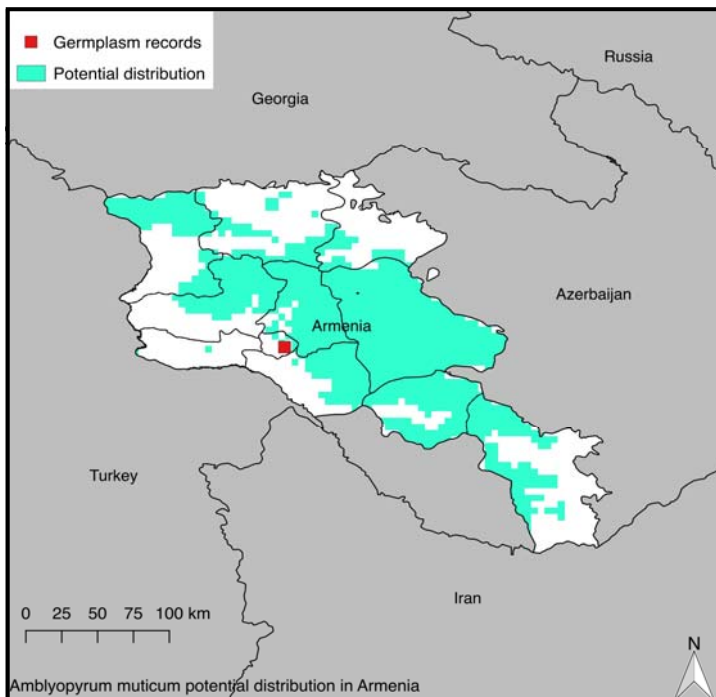 Germplasm records
Potential distribution
Russia
Georgia
Azerbaijan
Armenia
Turkey
Iran
0 25 50 75 100 km
N
Amblyopyrum muticum potential distribution in Armenia